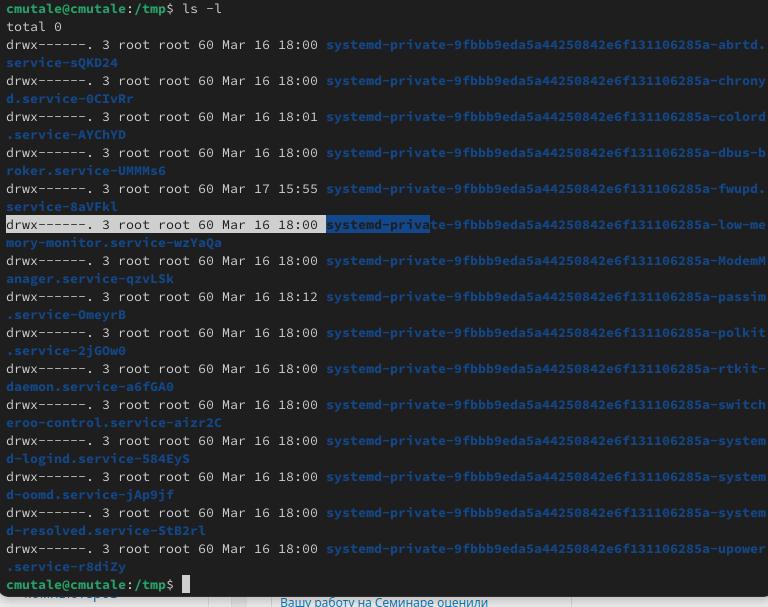 cmutale@cmutale:/tmp$ ls -l
total 0
drwx------. 3 root root 60 Mar 16 18:00 systemd-private-9fbbb9eda5a44250842e6f131106285a-abrtd.
service-sQKD24
drwx------. 3 root root 60 Mar 16 18:00 systemd-private-9fbbb9eda5a44250842e6f131106285a-chrony
d.service-0CIvRr
drwx------. 3 root root 60 Mar 16 18:01 systemd-private-9fbbb9eda5a44250842e6f131106285a-colord
.service-AYChYD
drwx------. 3 root root 60 Mar 16 18:00 systemd-private-9fbbb9eda5a44250842e6f131106285a-dbus-b
roker.service-UMMMs6
drwx------. 3 root root 60 Mar 17 15:55 systemd-private-9fbbb9eda5a44250842e6f131106285a-fwupd.
service-8aVFkl
drwx------. 3 root root 60 Mar 16 18:00 systemd-private-9fbbb9eda5a44250842e6f131106285a-low-me
mory-monitor.service-wzYaQa
drwx------. 3 root root 60 Mar 16 18:00 systemd-private-9fbbb9eda5a44250842e6f131106285a-ModemM
anager.service-qzvLSk
drwx------. 3 root root 60 Mar 16 18:12 systemd-private-9fbbb9eda5a44250842e6f131106285a-passim
.service-OmeyrB
drwx------. 3 root root 60 Mar 16 18:00 systemd-private-9fbbb9eda5a44250842e6f131106285a-polkit
.service-2jGOw0
drwx------. 3 root root 60 Mar 16 18:00 systemd-private-9fbbb9eda5a44250842e6f131106285a-rtkit-
daemon.service-a6fGA0
drwx------. 3 root root 60 Mar 16 18:00 systemd-private-9fbbb9eda5a44250842e6f131106285a-switch
eroo-control.service-aizr2C
drwx------. 3 root root 60 Mar 16 18:00 systemd-private-9fbbb9eda5a44250842e6f131106285a-system
d-logind.service-584EyS
drwx------. 3 root root 60 Mar 16 18:00 systemd-private-9fbbb9eda5a44250842e6f131106285a-system
d-oomd.service-jAp9jf
drwx------. 3 root root 60 Mar 16 18:00 systemd-private-9fbbb9eda5a44250842e6f131106285a-system
d-resolved.service-StB2rl
drwx------. 3 root root 60 Mar 16 18:00 systemd-private-9fbbb9eda5a44250842e6f131106285a-upower
.service-r8diZy
cmutale@cmutale:/tmp$
Вашу работу на Семинаре оценили